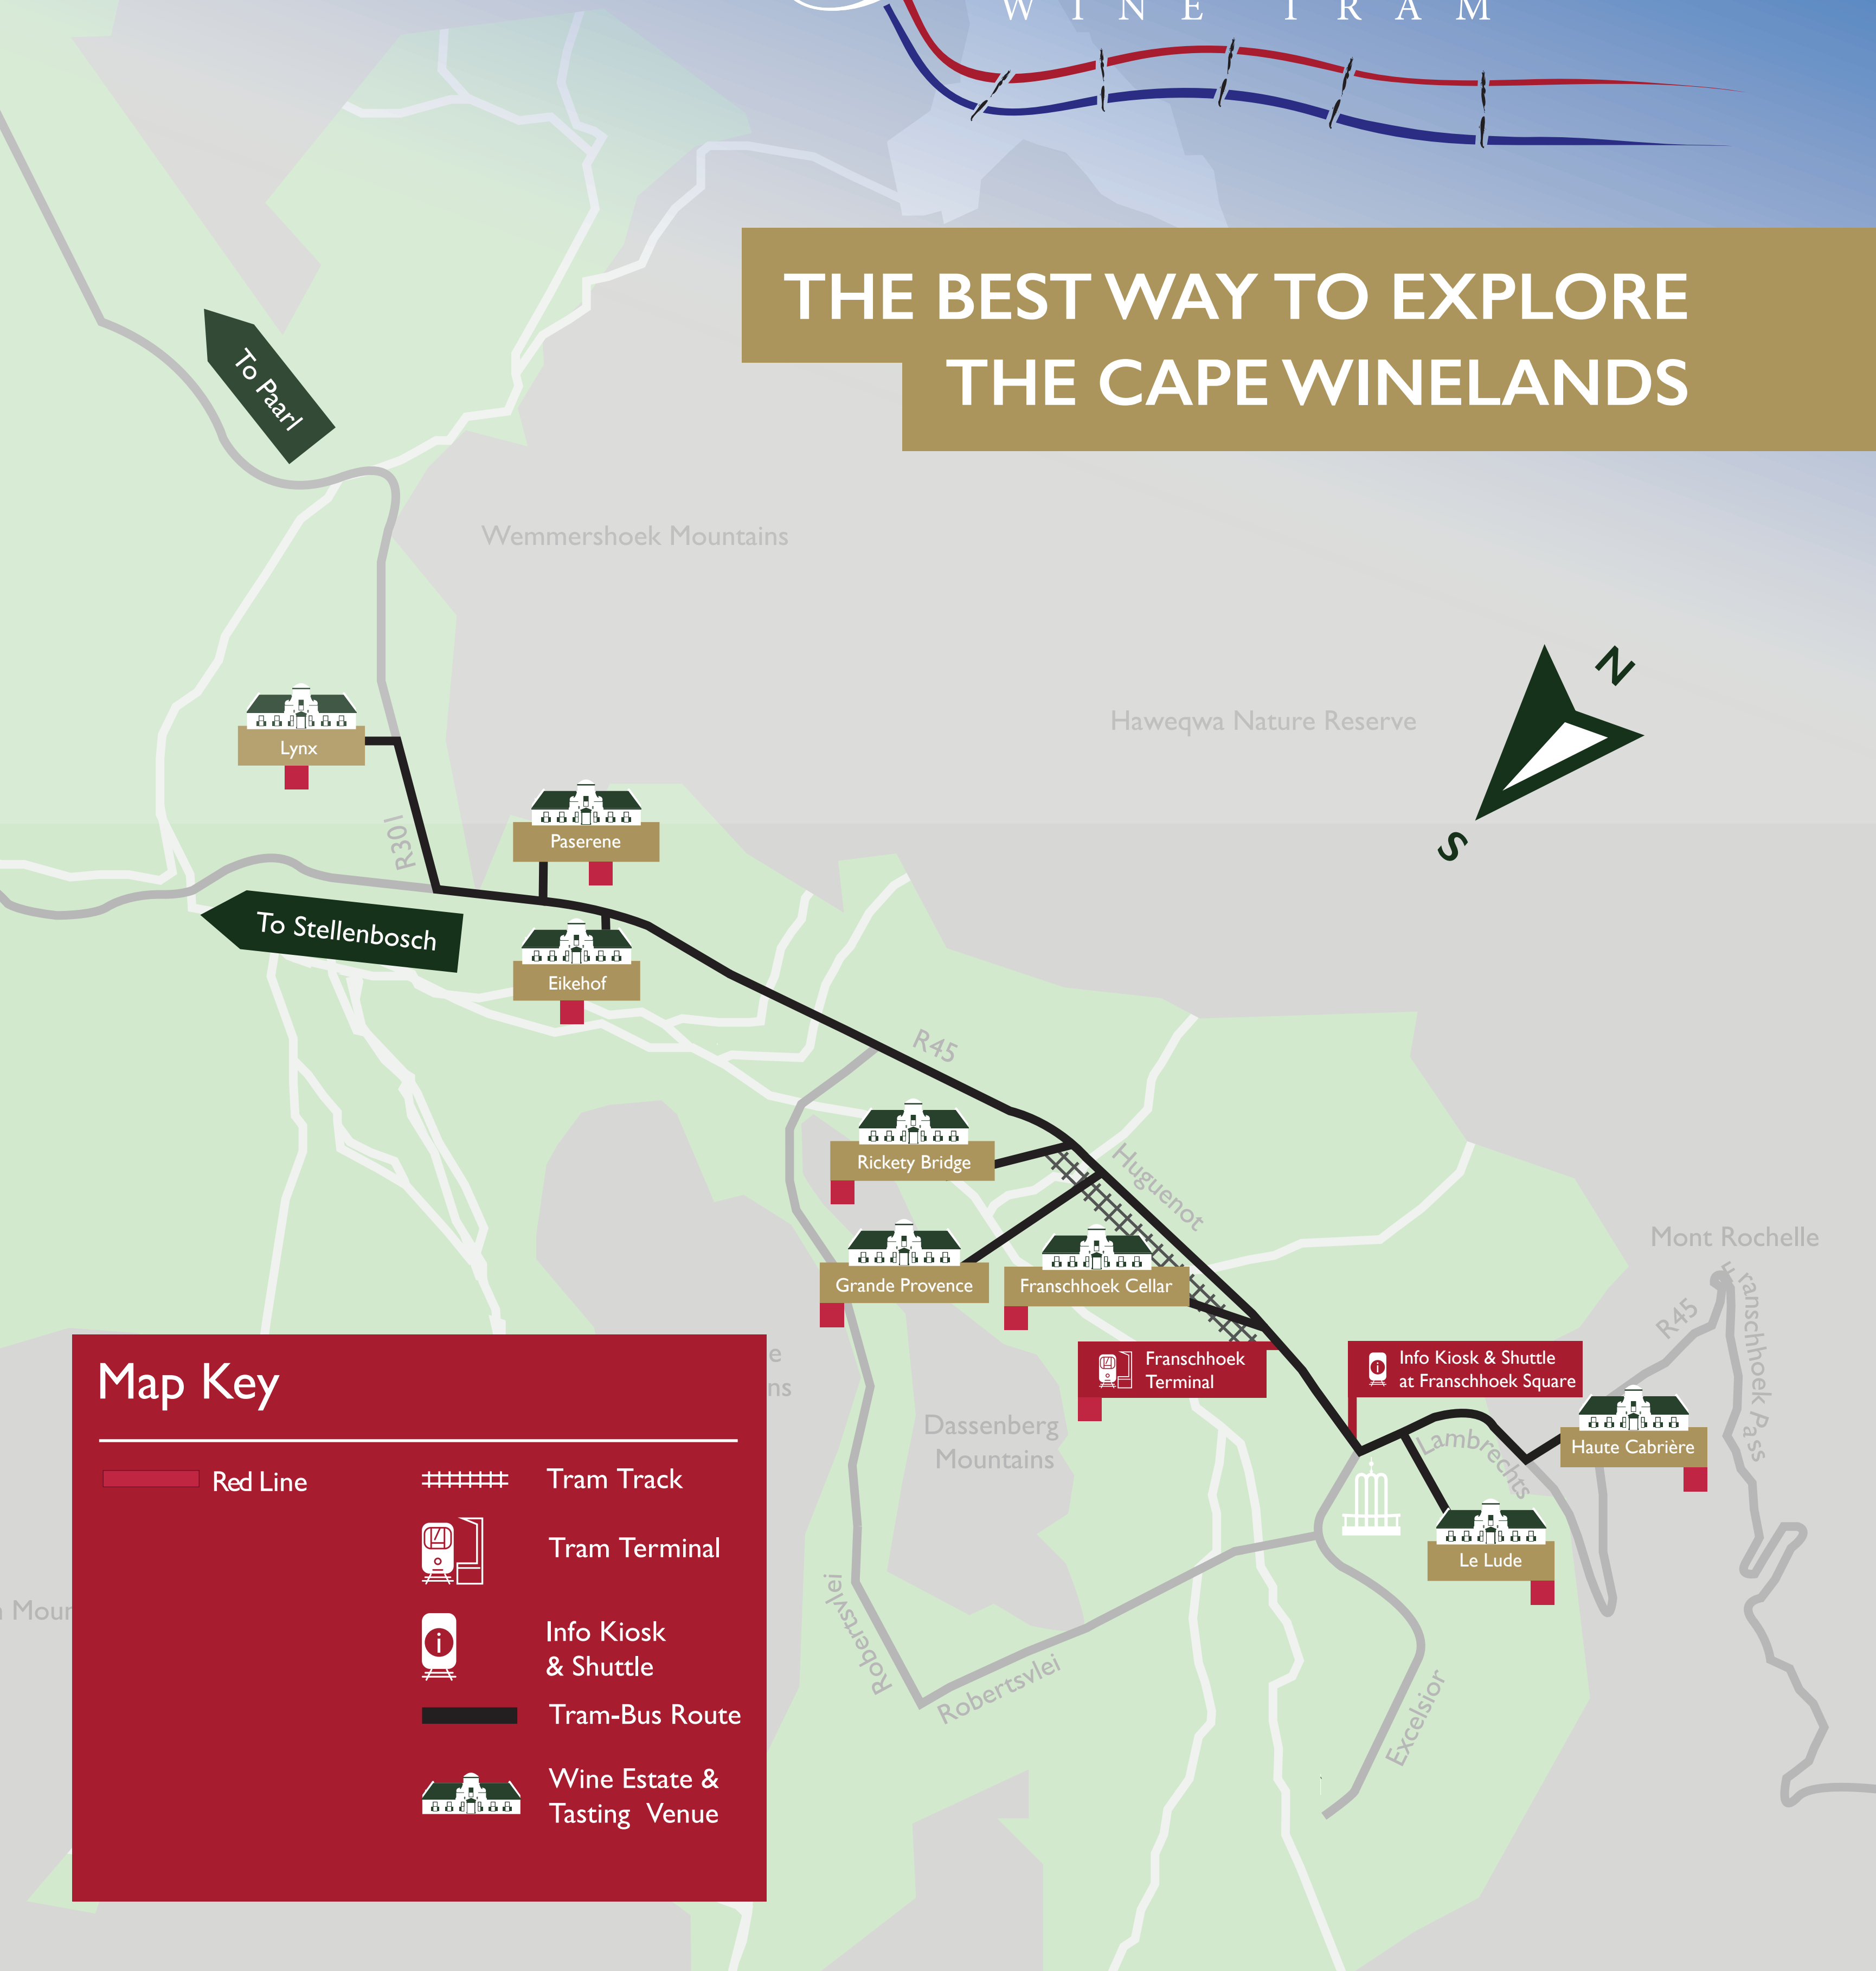 WINE TRAM
THE BEST WAY TO EXPLORE
THE CAPE WINELANDS
To Paarl
Wemmershoek Mountains
N
Haweqwa Nature Reserve
S
Lynx
R301
Paserene
To Stellenbosch
Eikehof
R45
Rickety Bridge
Huguenot
Grande Provence
Franschhoek Cellar
Mont Rochelle
R45
Franschhoek Pass
Franschhoek
Terminal
Info Kiosk & Shuttle
at Franschhoek Square
Haute Cabrière
Lambrechts
Le Lude
Dassenberg
Mountains
Robertsvlei
Robertsvlei
Excelsior
Map Key
Red Line
Tram Track
Tram Terminal
i
Info Kiosk
& Shuttle
Tram-Bus Route
Wine Estate &
Tasting Venue